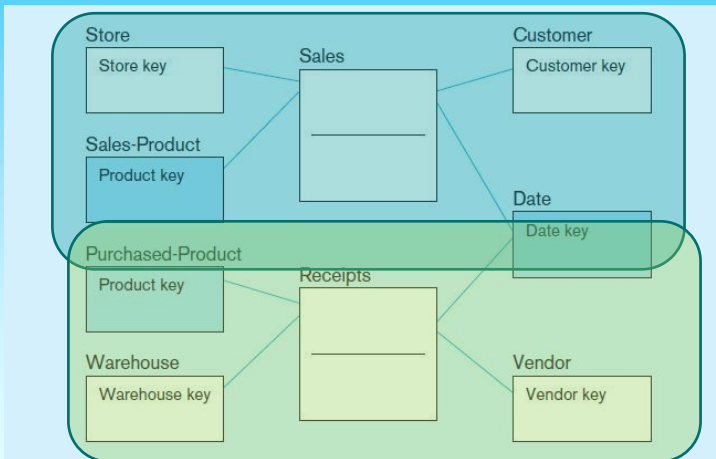 Store
Store key
Sales
Customer
Customer key
Sales-Product
Product key
Date
Date key
Purchased-Product
Product key
Receipts
Warehouse
Warehouse key
Vendor
Vendor key